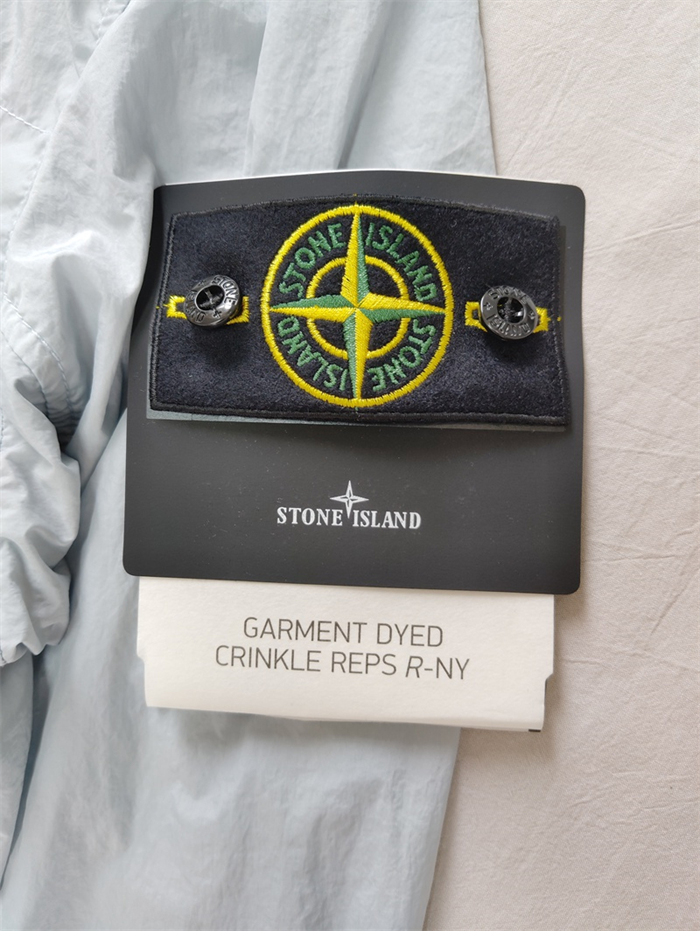 STONE ISLAND
STONE ISLAND
STONE ISLAND
GARMENT DYED
CRINKLE REPS R-NY